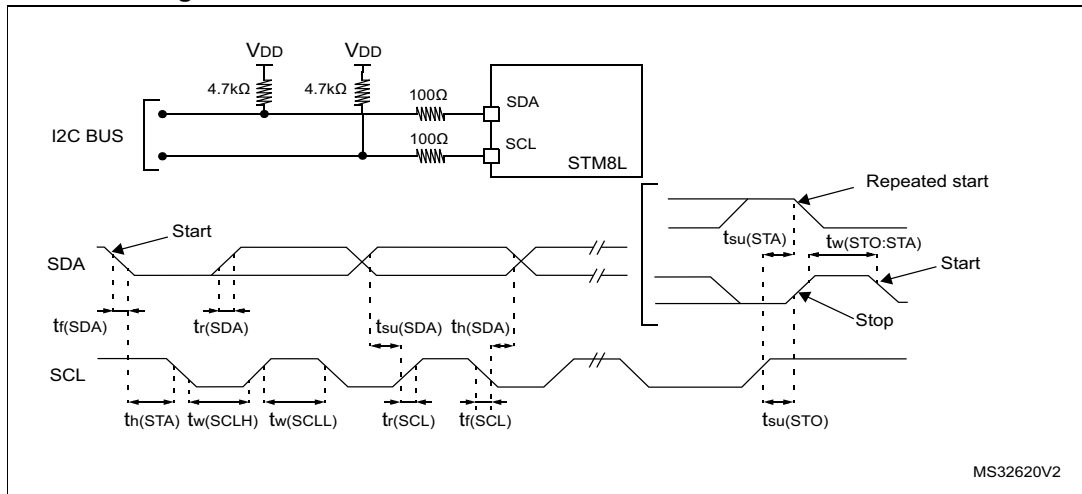 VDD VDD
4.7kΩ 4.7kΩ 100Ω
SDA
I2C BUS
100Ω
SCL
STM8L
Repeated start
Start
tsu(STA) tw(STO:STA)
SDA
Start
Stop
tf(SDA) tr(SDA) tsu(SDA) th(SDA)
SCL
th(STA) tw(SCLH) tw(SCLL) tr(SCL) tf(SCL) tsu(STO)
MS32620V2